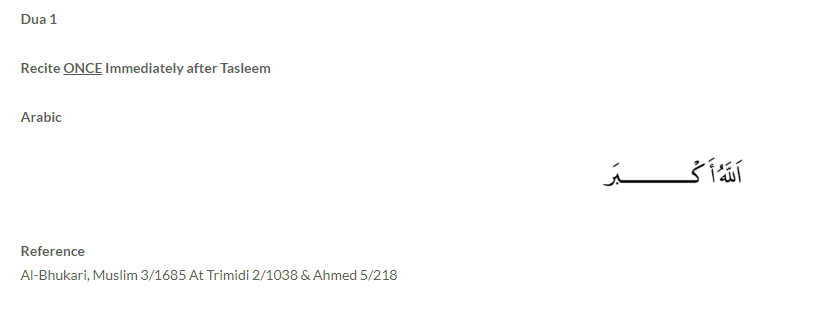 Dua 1
Recite ONCE Immediately after Tasleem
Arabic
اَللَّهُ أَكْـــــبَرَ
Reference
Al-Bhukari, Muslim 3/1685 At Trimidi 2/1038 & Ahmed 5/218